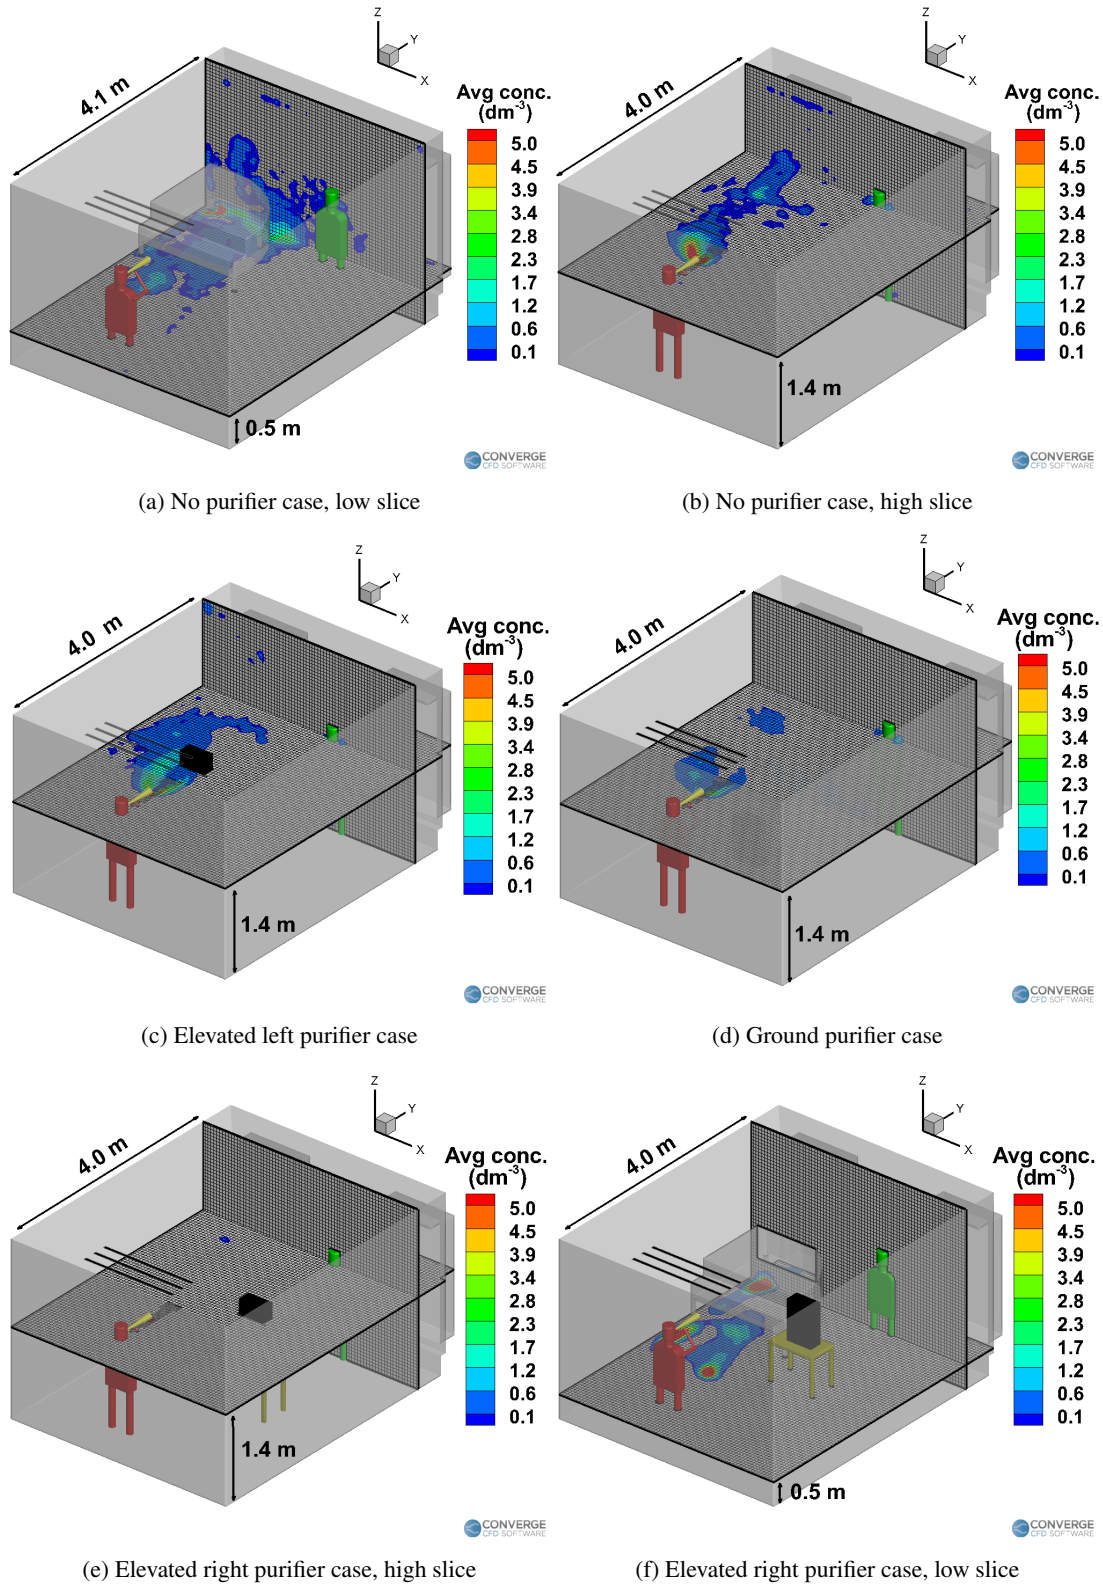 Z
Y
X
4.1 m
Avg conc.
(dm-3)
5.0
4.5
3.9
3.4
2.8
2.3
1.7
1.2
0.6
0.1
0.5 m
CONVERGE
CFD SOFTWARE
(a) No purifier case, low slice
Z
Y
X
4.0 m
Avg conc.
(dm-3)
5.0
4.5
3.9
3.4
2.8
2.3
1.7
1.2
0.6
0.1
1.4 m
CONVERGE
CFD SOFTWARE
(b) No purifier case, high slice
Z
Y
X
4.0 m
Avg conc.
(dm-3)
5.0
4.5
3.9
3.4
2.8
2.3
1.7
1.2
0.6
0.1
1.4 m
CONVERGE
CFD SOFTWARE
(c) Elevated left purifier case
Z
Y
X
4.0 m
Avg conc.
(dm-3)
5.0
4.5
3.9
3.4
2.8
2.3
1.7
1.2
0.6
0.1
1.4 m
CONVERGE
CFD SOFTWARE
(d) Ground purifier case
Z
Y
X
4.0 m
Avg conc.
(dm-3)
5.0
4.5
3.9
3.4
2.8
2.3
1.7
1.2
0.6
0.1
1.4 m
CONVERGE
CFD SOFTWARE
(e) Elevated right purifier case, high slice
Z
Y
X
4.0 m
Avg conc.
(dm-3)
5.0
4.5
3.9
3.4
2.8
2.3
1.7
1.2
0.6
0.1
0.5 m
CONVERGE
CFD SOFTWARE
(f) Elevated right purifier case, low slice